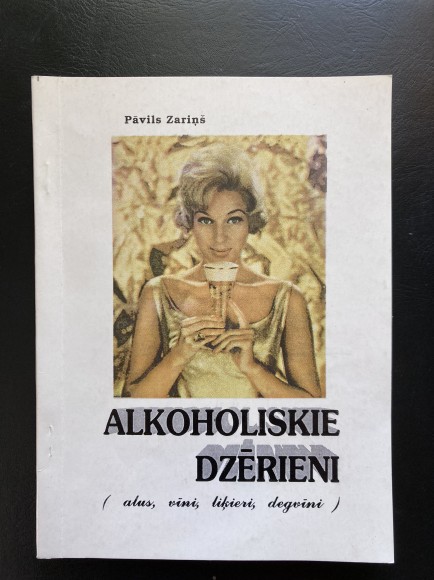 Pāvils Zariņš
ALKOHOLISKIE
DZĒRIENI
( alus, vīni, liķieri, degvīni )